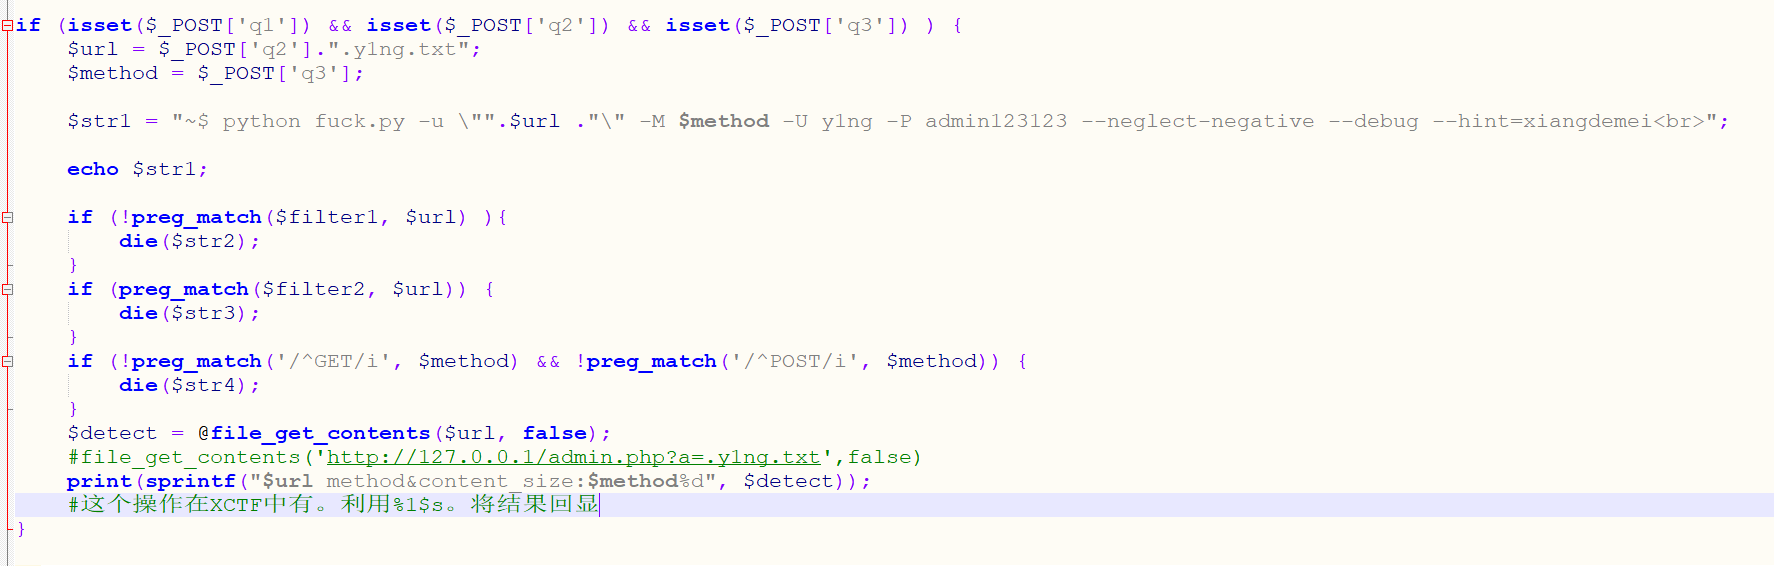 if (isset($_POST['q1']) && isset($_POST['q2']) && isset($_POST['q3']) ) {
$url = $_POST['q2'].".y1ng.txt";
$method = $_POST['q3'];
$str1 = "~$ python fuck.py -u \"".$url ."\" -M $method -U y1ng -P admin123123 --neglect-negative --debug --hint=xiangdemei<br>";
echo $str1;
if (!preg_match($filter1, $url) ){
die($str2);
}
if (preg_match($filter2, $url)) {
die($str3);
}
if (!preg_match('/^GET/i', $method) && !preg_match('/^POST/i', $method)) {
die($str4);
}
$detect = @file_get_contents($url, false);
#file_get_contents('http://127.0.0.1/admin.php?a=.y1ng.txt',false)
print(sprintf("$url method&content_size:$method%d", $detect));
#这个操作在XCTF中有。利用%1$s。将结果回显
}